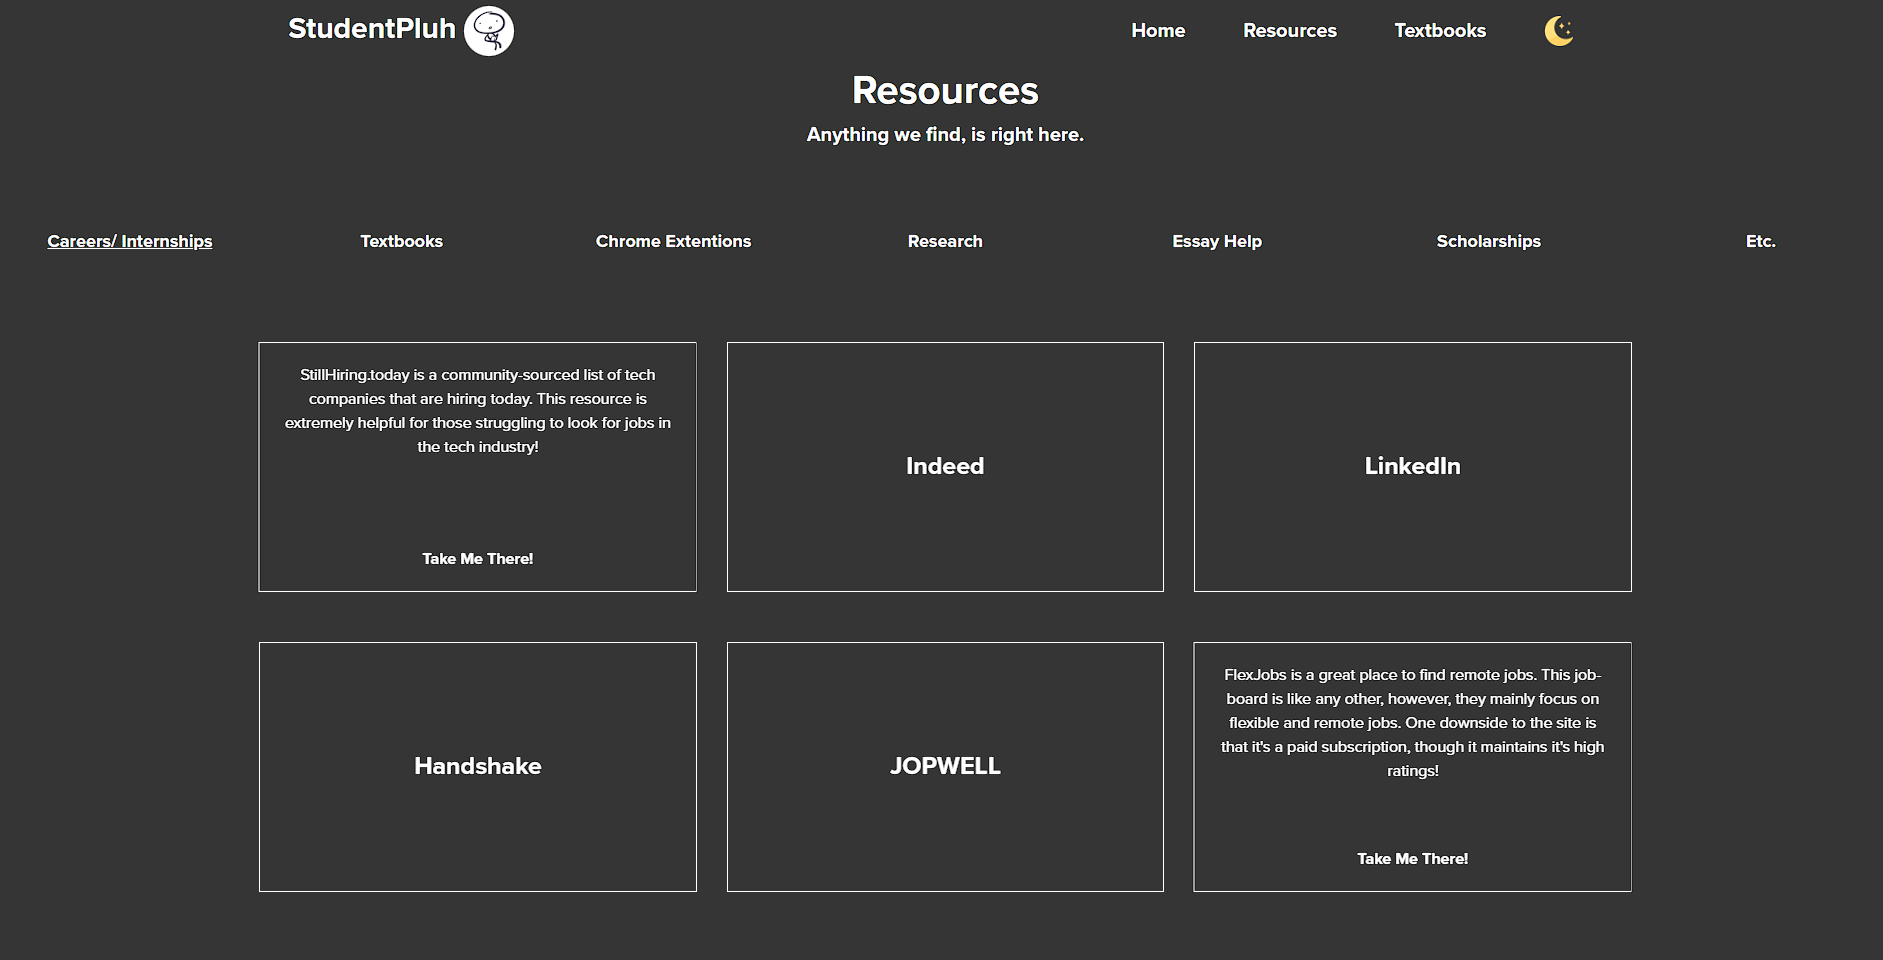 StudentPluh
Home
Resources
Textbooks
Resources
Anything we find, is right here.
Careers/ Internships
Textbooks
Chrome Extentions
Research
Essay Help
Scholarships
Etc.
StillHiring.today is a community-sourced list of tech
companies that are hiring today. This resource is
extremely helpful for those struggling to look for jobs in
the tech industry!
Take Me There!
Indeed
LinkedIn
Handshake
JOPWELL
FlexJobs is a great place to find remote jobs. This job-
board is like any other, however, they mainly focus on
flexible and remote jobs. One downside to the site is
that it's a paid subscription, though it maintains it's high
ratings!
Take Me There!